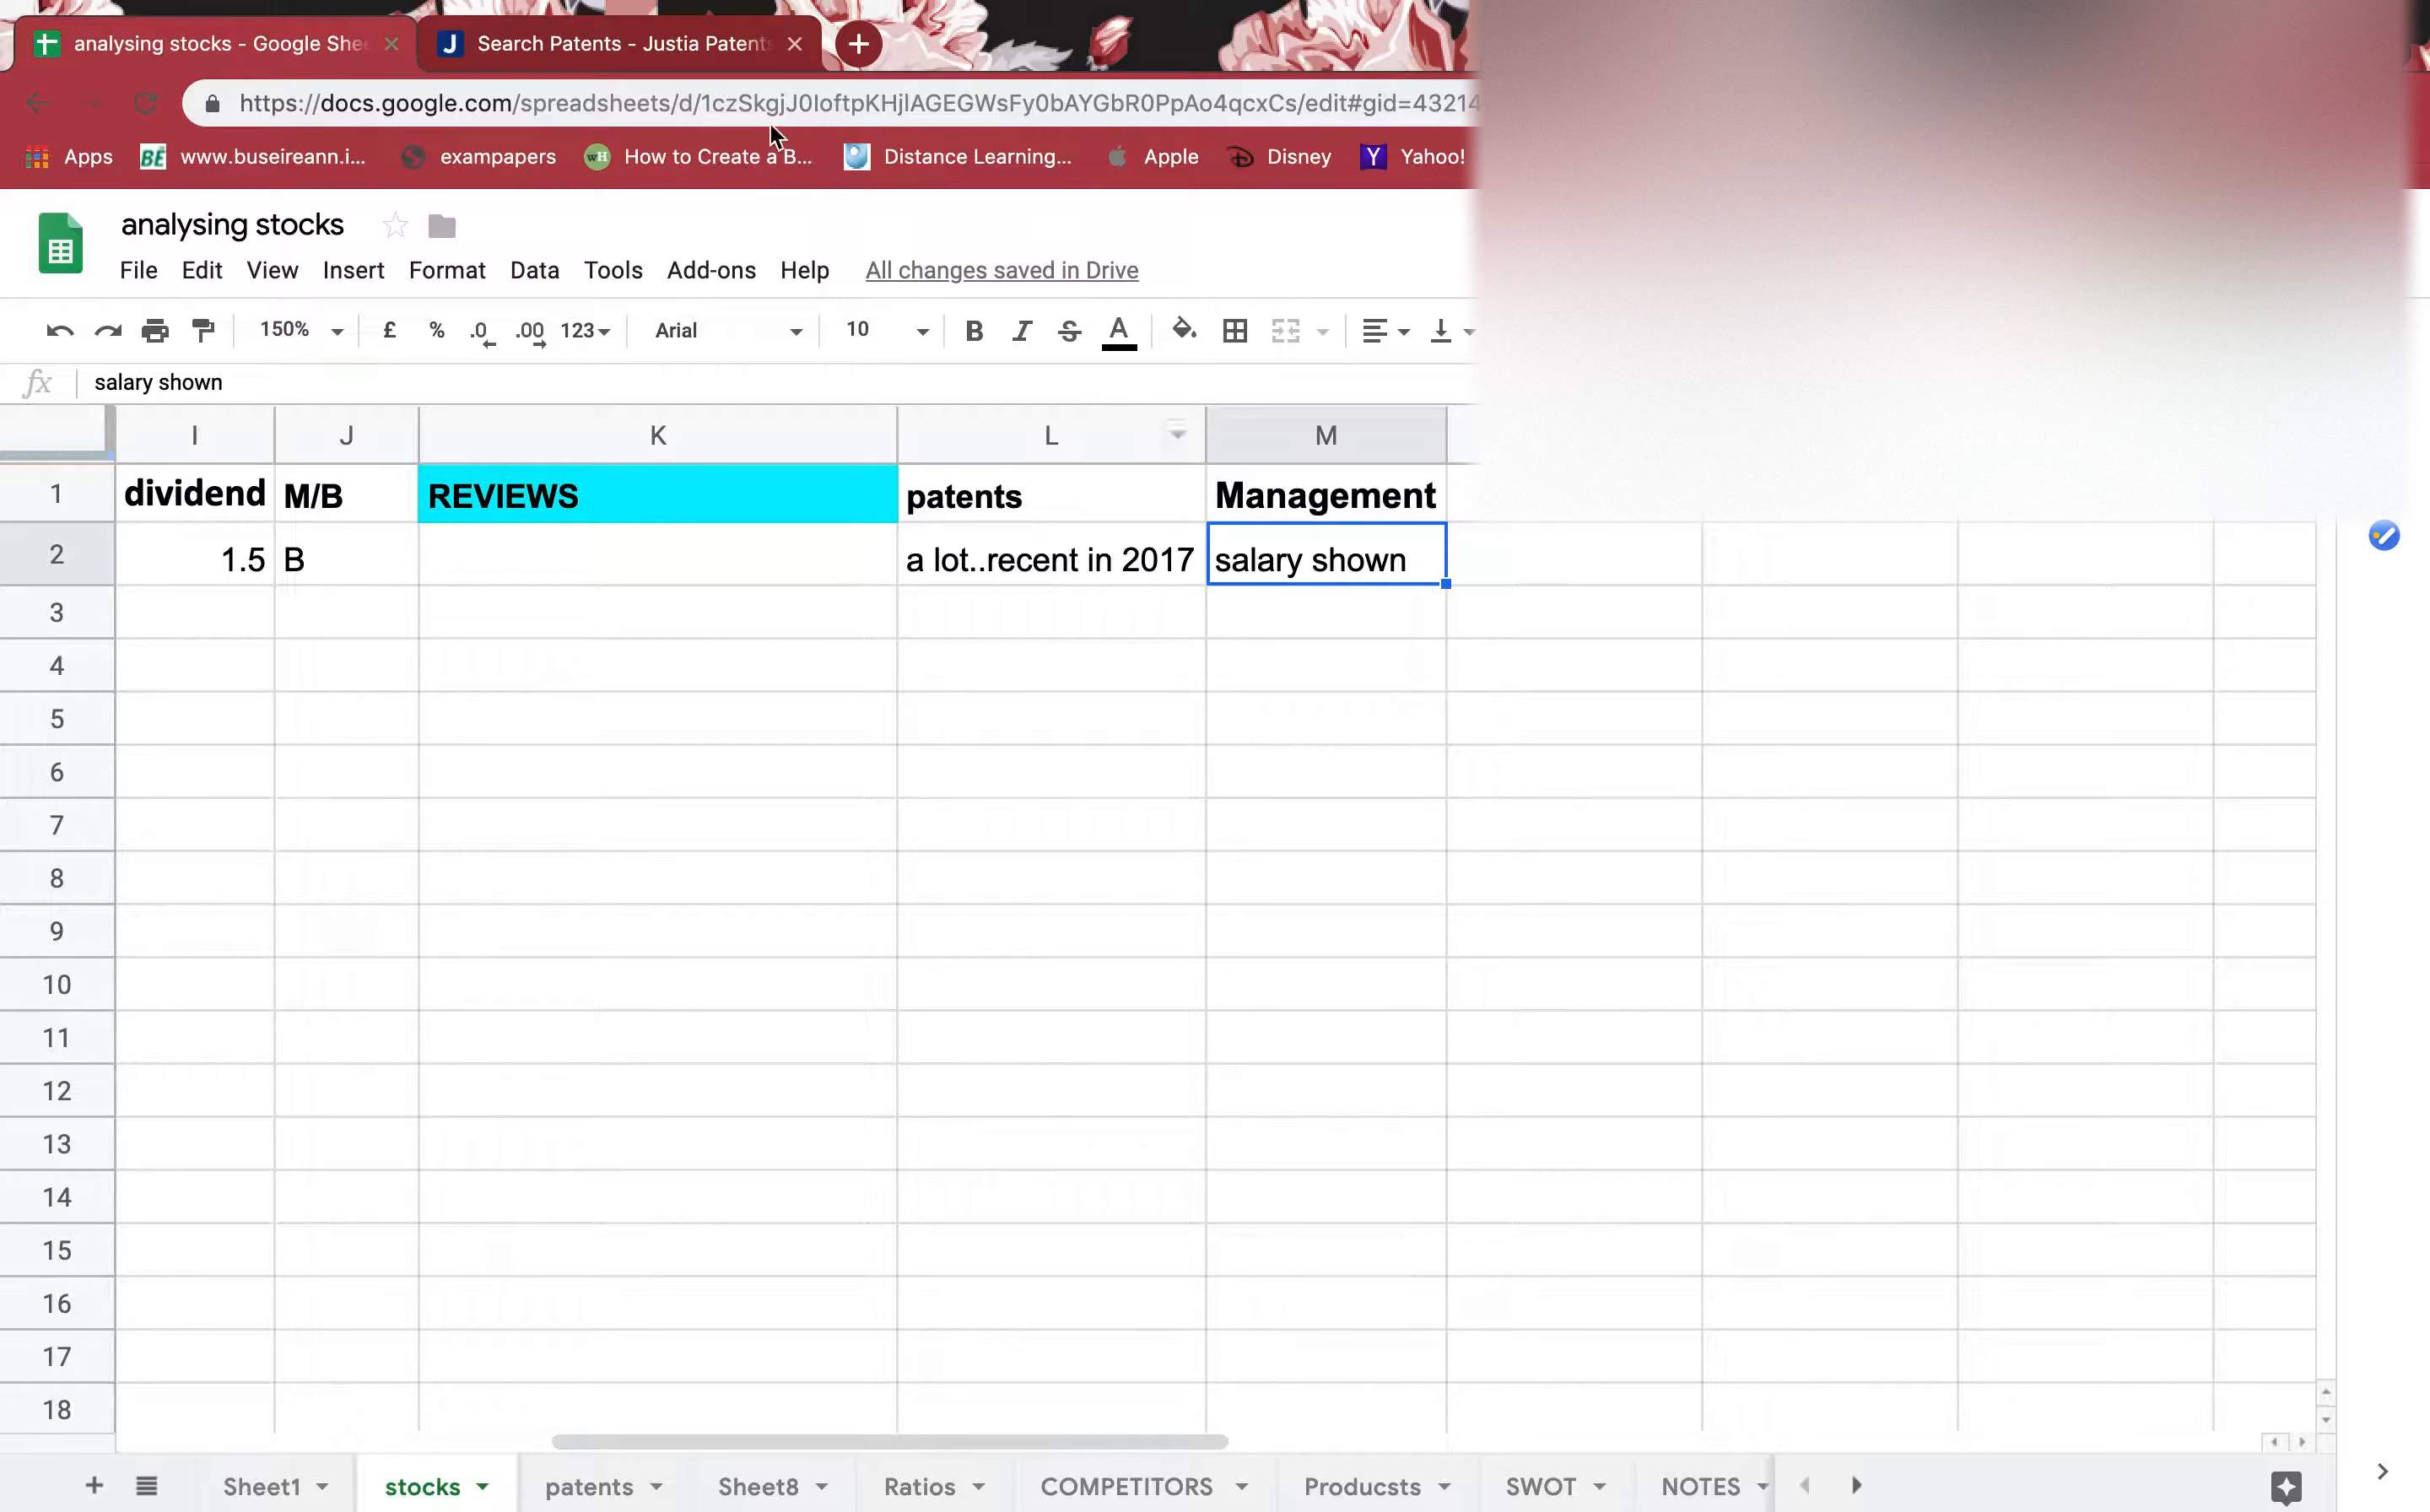 analysing stocks - Google She
Search Patents - Justia Patent
https://docs.google.com/spreadsheets/d/1czSkgjJ0IoftpKHjlAGEGWsFy0bAYGbR0PpAo4qcxCs/edit#gid=43214
Apps BÉ www.buseireann.i... exampapers wH How to Create a B... Distance Learning... Apple Disney Y Yahoo!
analysing stocks
File Edit View Insert Format Data Tools Add-ons Help All changes saved in Drive
150% £ % .0 .00 123 Arial 10 B I S A
fx salary shown
I J K L M
1 dividend M/B REVIEWS patents Management
2 1.5 B a lot..recent in 2017 salary shown
3
4
5
6
7
8
9
10
11
12
13
14
15
16
17
18
+ Sheet1 stocks patents Sheet8 Ratios COMPETITORS Producsts SWOT NOTES